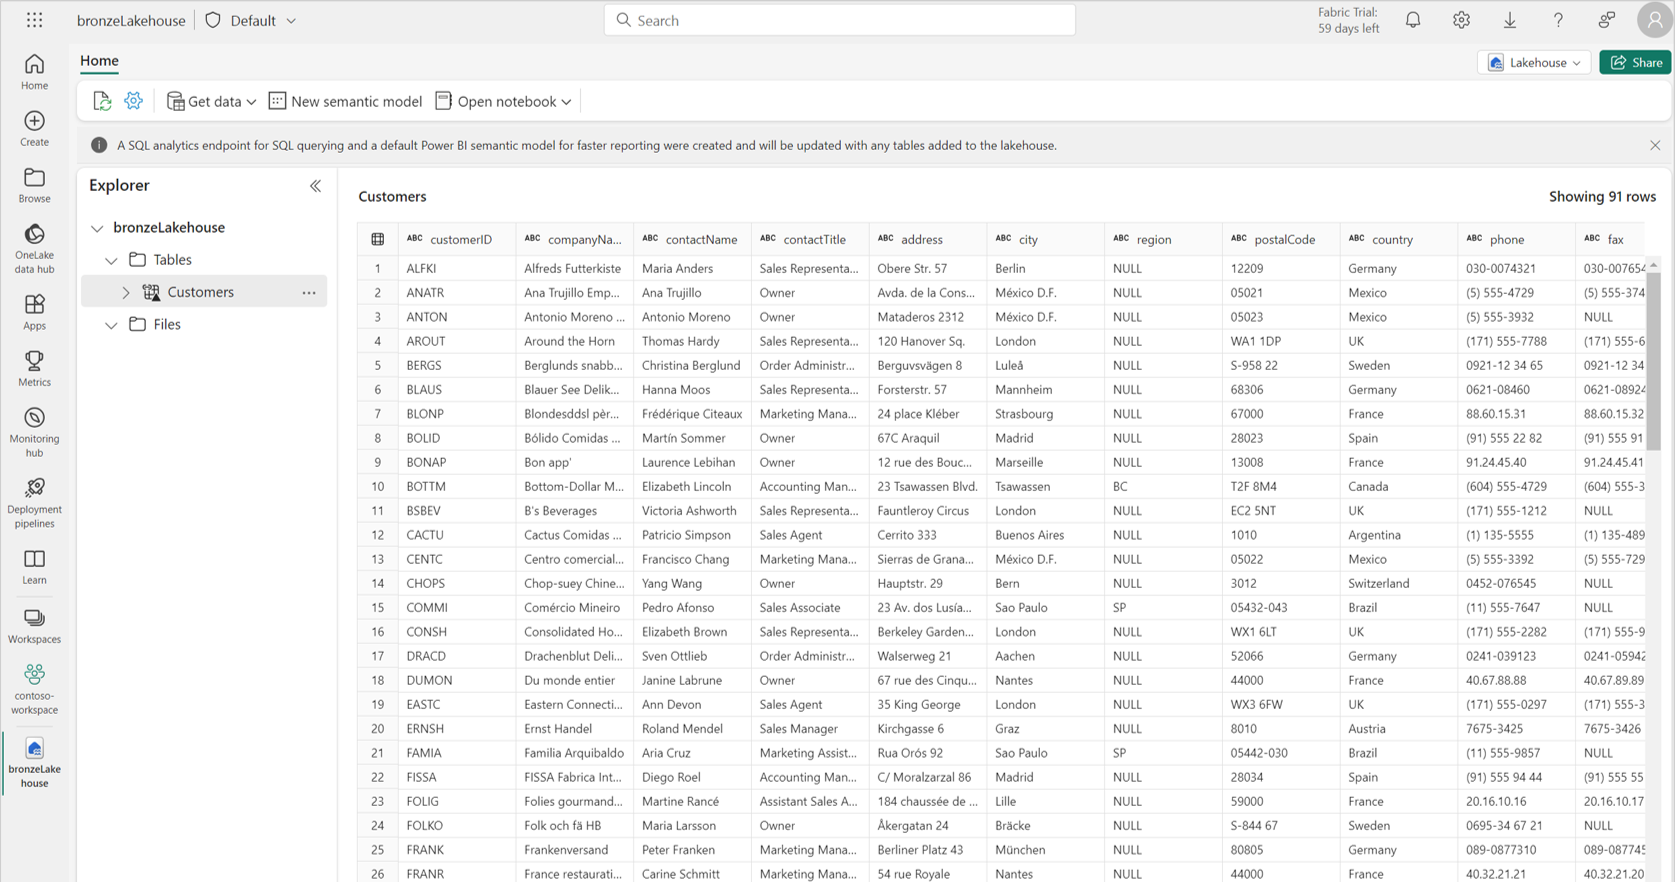 bronzeLakehouse
Default
Search
Fabric Trial:
59 days left
Home
Create
Browse
OneLake
data hub
Apps
Metrics
Monitoring
hub
Deployment
pipelines
Learn
Workspaces
contoso-
workspace
bronzeLake
house
Home
Lakehouse
Share
Get data
New semantic model
Open notebook
A SQL analytics endpoint for SQL querying and a default Power BI semantic model for faster reporting were created and will be updated with any tables added to the lakehouse.
Explorer
bronzeLakehouse
Tables
Customers
Files
Customers
Showing 91 rows
ABC customerID ABC companyNa... ABC contactName ABC contactTitle ABC address ABC city ABC region ABC postalCode ABC country ABC phone ABC fax
1 ALFKI Alfreds Futterkiste Maria Anders Sales Representa... Obere Str. 57 Berlin NULL 12209 Germany 030-0074321 030-007654
2 ANATR Ana Trujillo Emp... Ana Trujillo Owner Avda. de la Cons... México D.F. NULL 05021 Mexico (5) 555-4729 (5) 555-374
3 ANTON Antonio Moreno ... Antonio Moreno Owner Mataderos 2312 México D.F. NULL 05023 Mexico (5) 555-3932 NULL
4 AROUT Around the Horn Thomas Hardy Sales Representa... 120 Hanover Sq. London NULL WA1 1DP UK (171) 555-7788 (171) 555-6
5 BERGS Berglunds snabb... Christina Berglund Order Administr... Berguvsvägen 8 Luleå NULL S-958 22 Sweden 0921-12 34 65 0921-12 34
6 BLAUS Blauer See Delik... Hanna Moos Sales Representa... Forsterstr. 57 Mannheim NULL 68306 Germany 0621-08460 0621-08924
7 BLONP Blondesddsl pèr... Frédérique Citeaux Marketing Mana... 24 place Kléber Strasbourg NULL 67000 France 88.60.15.31 88.60.15.32
8 BOLID Bólido Comidas ... Martín Sommer Owner 67C Araquil Madrid NULL 28023 Spain (91) 555 22 82 (91) 555 91
9 BONAP Bon app' Laurence Lebihan Owner 12 rue des Bouc... Marseille NULL 13008 France 91.24.45.40 91.24.45.41
10 BOTTM Bottom-Dollar M... Elizabeth Lincoln Accounting Man... 23 Tsawassen Blvd. Tsawassen BC T2F 8M4 Canada (604) 555-4729 (604) 555-3
11 BSBEV B's Beverages Victoria Ashworth Sales Representa... Fauntleroy Circus London NULL EC2 5NT UK (171) 555-1212 NULL
12 CACTU Cactus Comidas ... Patricio Simpson Sales Agent Cerrito 333 Buenos Aires NULL 1010 Argentina (1) 135-5555 (1) 135-489
13 CENTC Centro comercial... Francisco Chang Marketing Mana... Sierras de Grana... México D.F. NULL 05022 Mexico (5) 555-3392 (5) 555-729
14 CHOPS Chop-suey Chine... Yang Wang Owner Hauptstr. 29 Bern NULL 3012 Switzerland 0452-076545 NULL
15 COMMI Comércio Mineiro Pedro Afonso Sales Associate 23 Av. dos Lusía... Sao Paulo SP 05432-043 Brazil (11) 555-7647 NULL
16 CONSH Consolidated Ho... Elizabeth Brown Sales Representa... Berkeley Garden... London NULL WX1 6LT UK (171) 555-2282 (171) 555-9
17 DRACD Drachenblut Deli... Sven Ottlieb Order Administr... Walserweg 21 Aachen NULL 52066 Germany 0241-039123 0241-05942
18 DUMON Du monde entier Janine Labrune Owner 67 rue des Cinqu... Nantes NULL 44000 France 40.67.88.88 40.67.89.89
19 EASTC Eastern Connecti... Ann Devon Sales Agent 35 King George London NULL WX3 6FW UK (171) 555-0297 (171) 555-3
20 ERNSH Ernst Handel Roland Mendel Sales Manager Kirchgasse 6 Graz NULL 8010 Austria 7675-3425 7675-3426
21 FAMIA Familia Arquibaldo Aria Cruz Marketing Assist... Rua Orós 92 Sao Paulo SP 05442-030 Brazil (11) 555-9857 NULL
22 FISSA FISSA Fabrica Int... Diego Roel Accounting Man... C/ Moralzarzal 86 Madrid NULL 28034 Spain (91) 555 94 44 (91) 555 55
23 FOLIG Folies gourmand... Martine Rancé Assistant Sales A... 184 chaussée de ... Lille NULL 59000 France 20.16.10.16 20.16.10.17
24 FOLKO Folk och fä HB Maria Larsson Owner Åkergatan 24 Bräcke NULL S-844 67 Sweden 0695-34 67 21 NULL
25 FRANK Frankenversand Peter Franken Marketing Mana... Berliner Platz 43 München NULL 80805 Germany 089-0877310 089-087745
26 FRANR France restaurati... Carine Schmitt Marketing Mana... 54 rue Royale Nantes NULL 44000 France 40.32.21.21 40.32.21.20